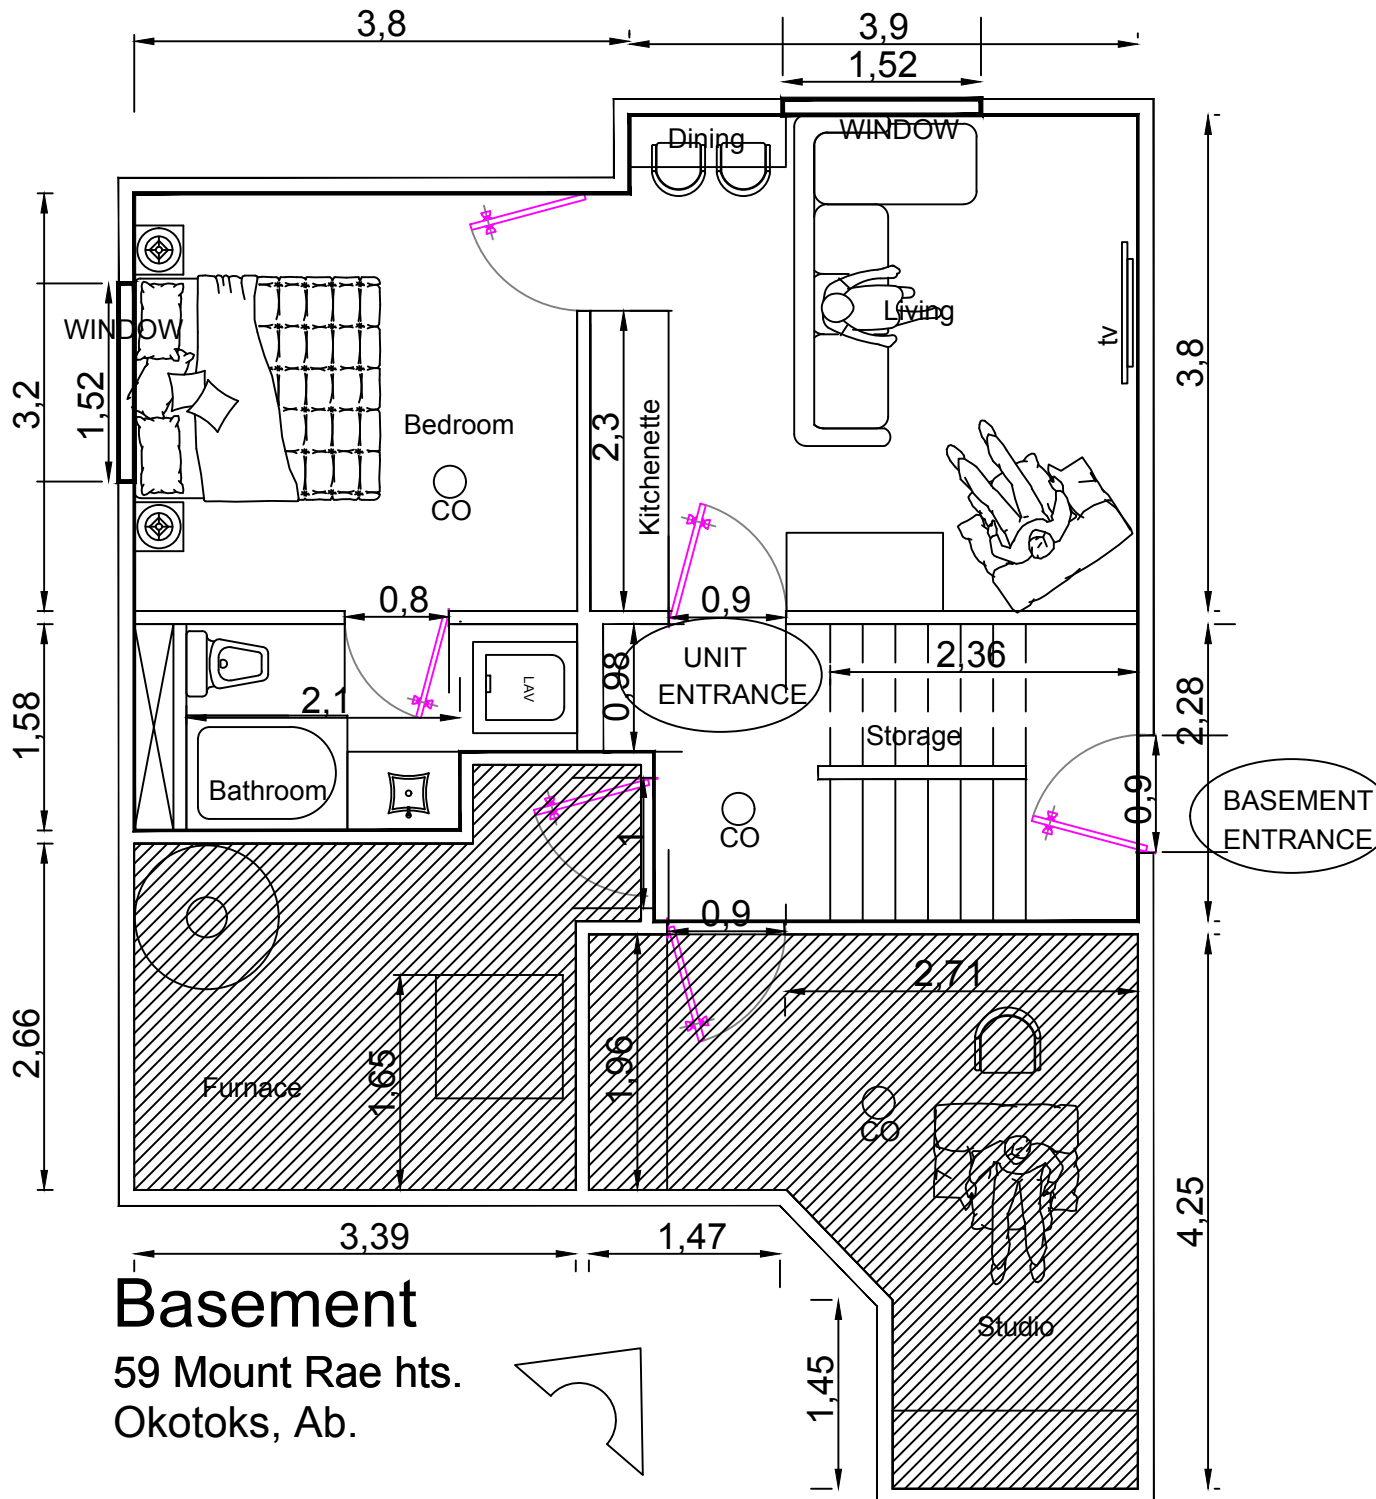 3,8
3,9
1,52
Dining
WINDOW
WINDOW
Living
tv
3,8
3,2
1,52
Bedroom
2,3
Kitchenette
CO
0,8
0,9
UNIT
ENTRANCE
0,98
2,36
LAV
2,1
1,58
2,28
Storage
Bathroom
0,9
BASEMENT
ENTRANCE
CO
1
0,9
2,71
2,66
1,65
1,96
Furnace
CO
4,25
3,39
1,47
Studio
1,45
Basement
59 Mount Rae hts.
Okotoks, Ab.